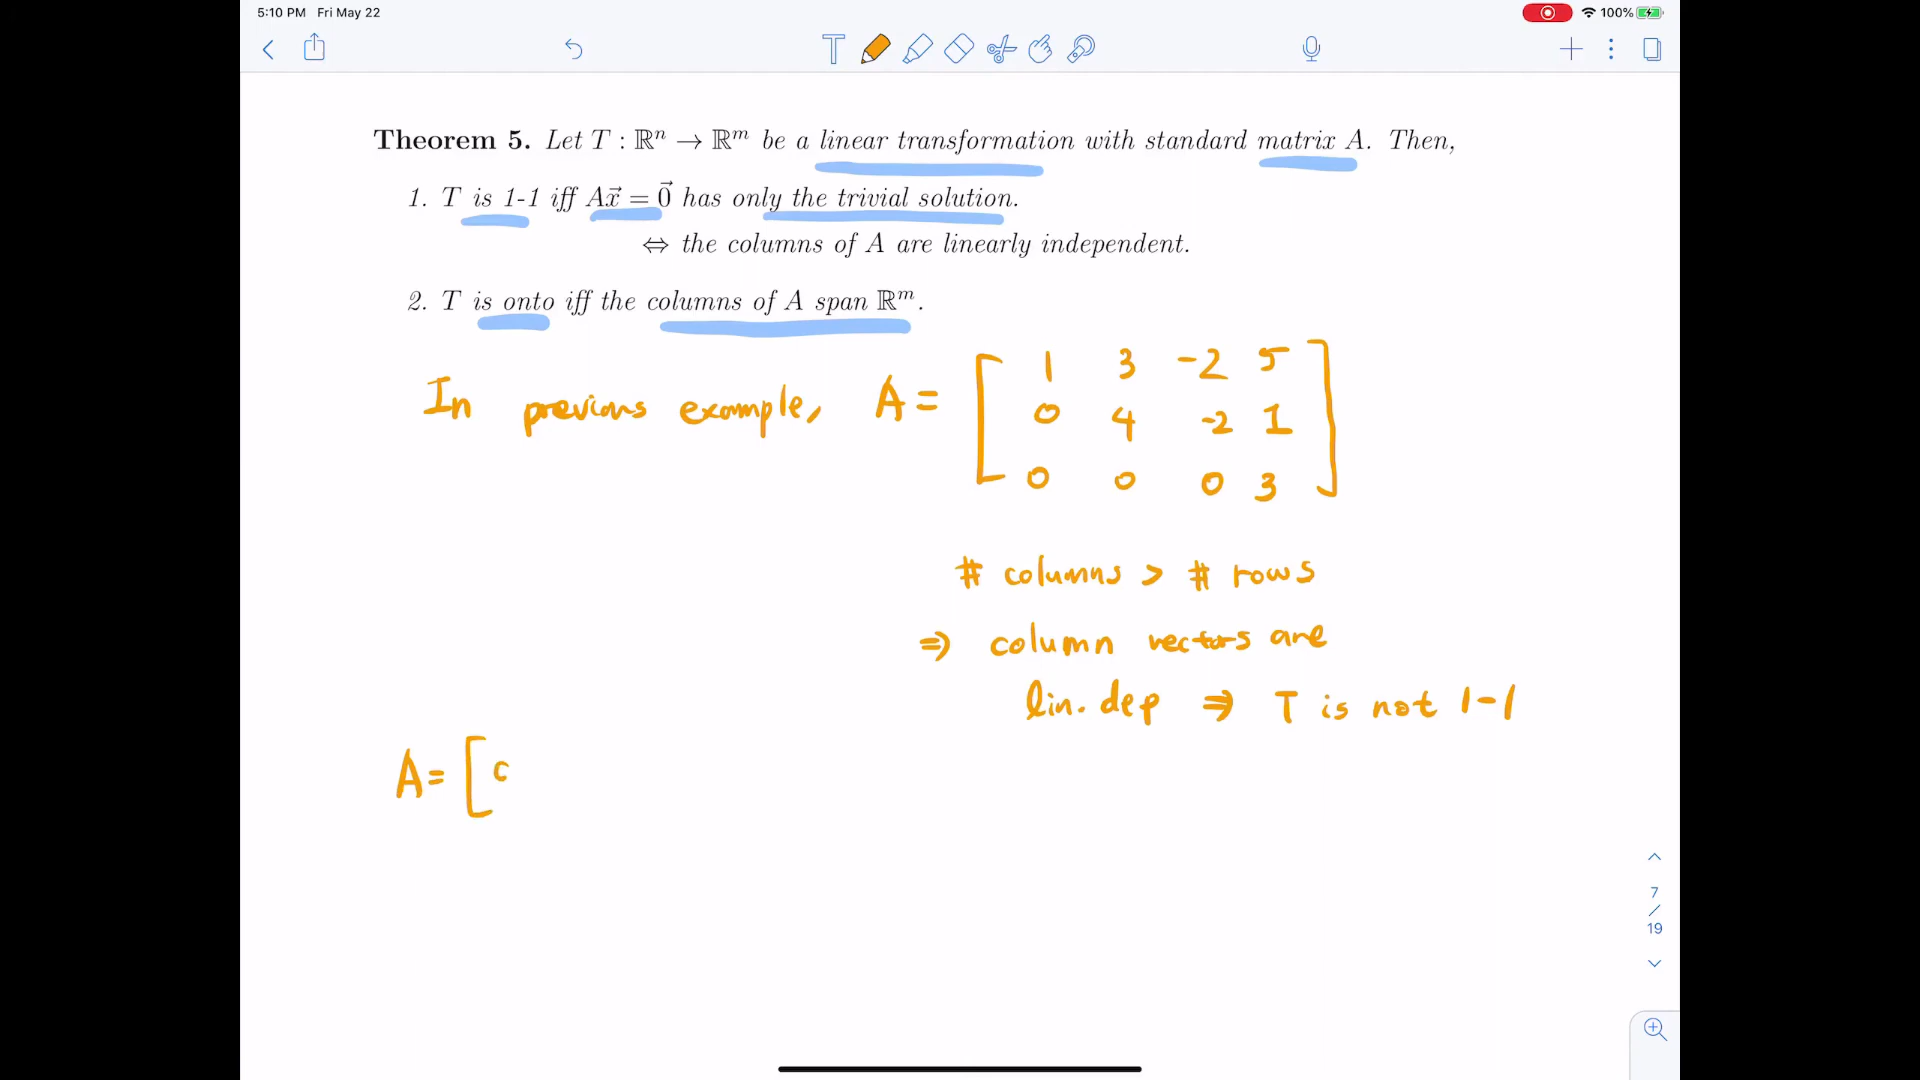 5:10 PM Fri May 22
100%
Theorem 5. Let T : ℝⁿ → ℝᵐ be a linear transformation with standard matrix A. Then,
1. T is 1-1 iff Ax⃗ = 0⃗ has only the trivial solution.
⇔ the columns of A are linearly independent.
2. T is onto iff the columns of A span ℝᵐ.
In previous example, A = [
1 3 -2 5
0 4 -2 1
0 0 0 3
]
# columns > # rows
⇒ column vectors are
lin. dep ⇒ T is not 1-1
A = [ c
7
/
19